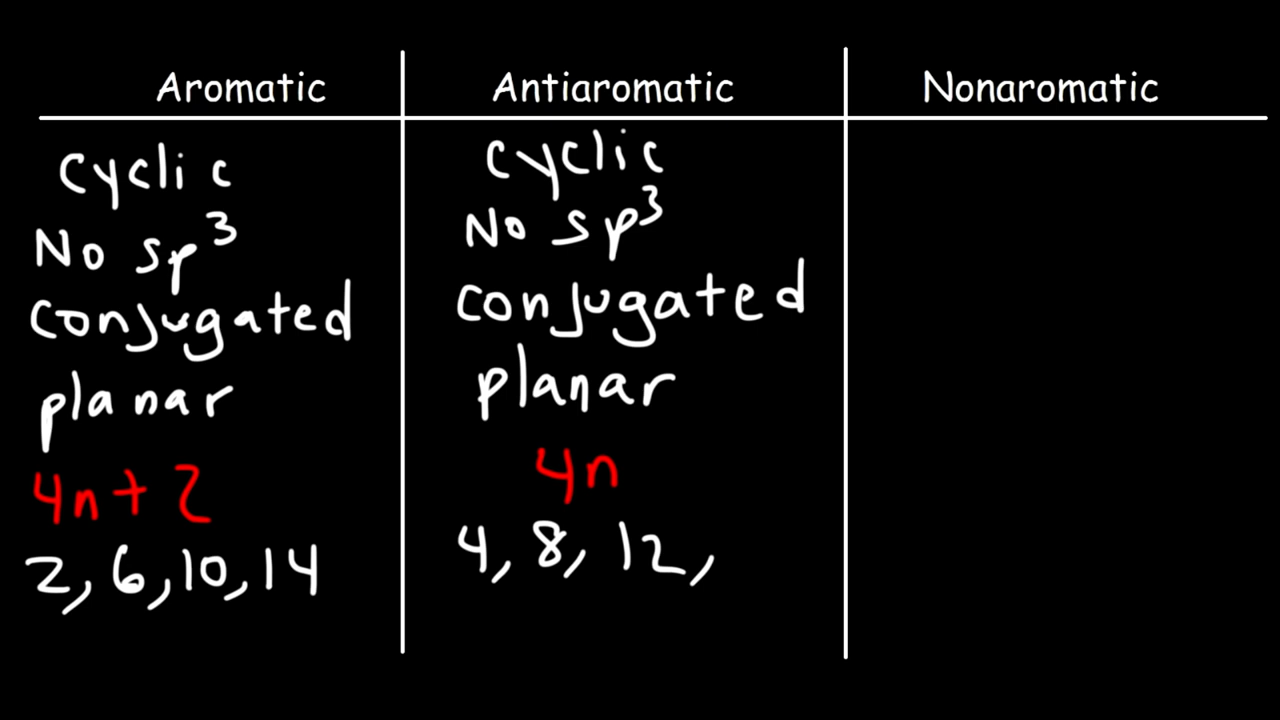 Aromatic
Antiaromatic
Nonaromatic
cyclic
No sp³
conjugated
planar
4n + 2
2, 6, 10, 14
cyclic
No sp³
conjugated
planar
4n
4, 8, 12,